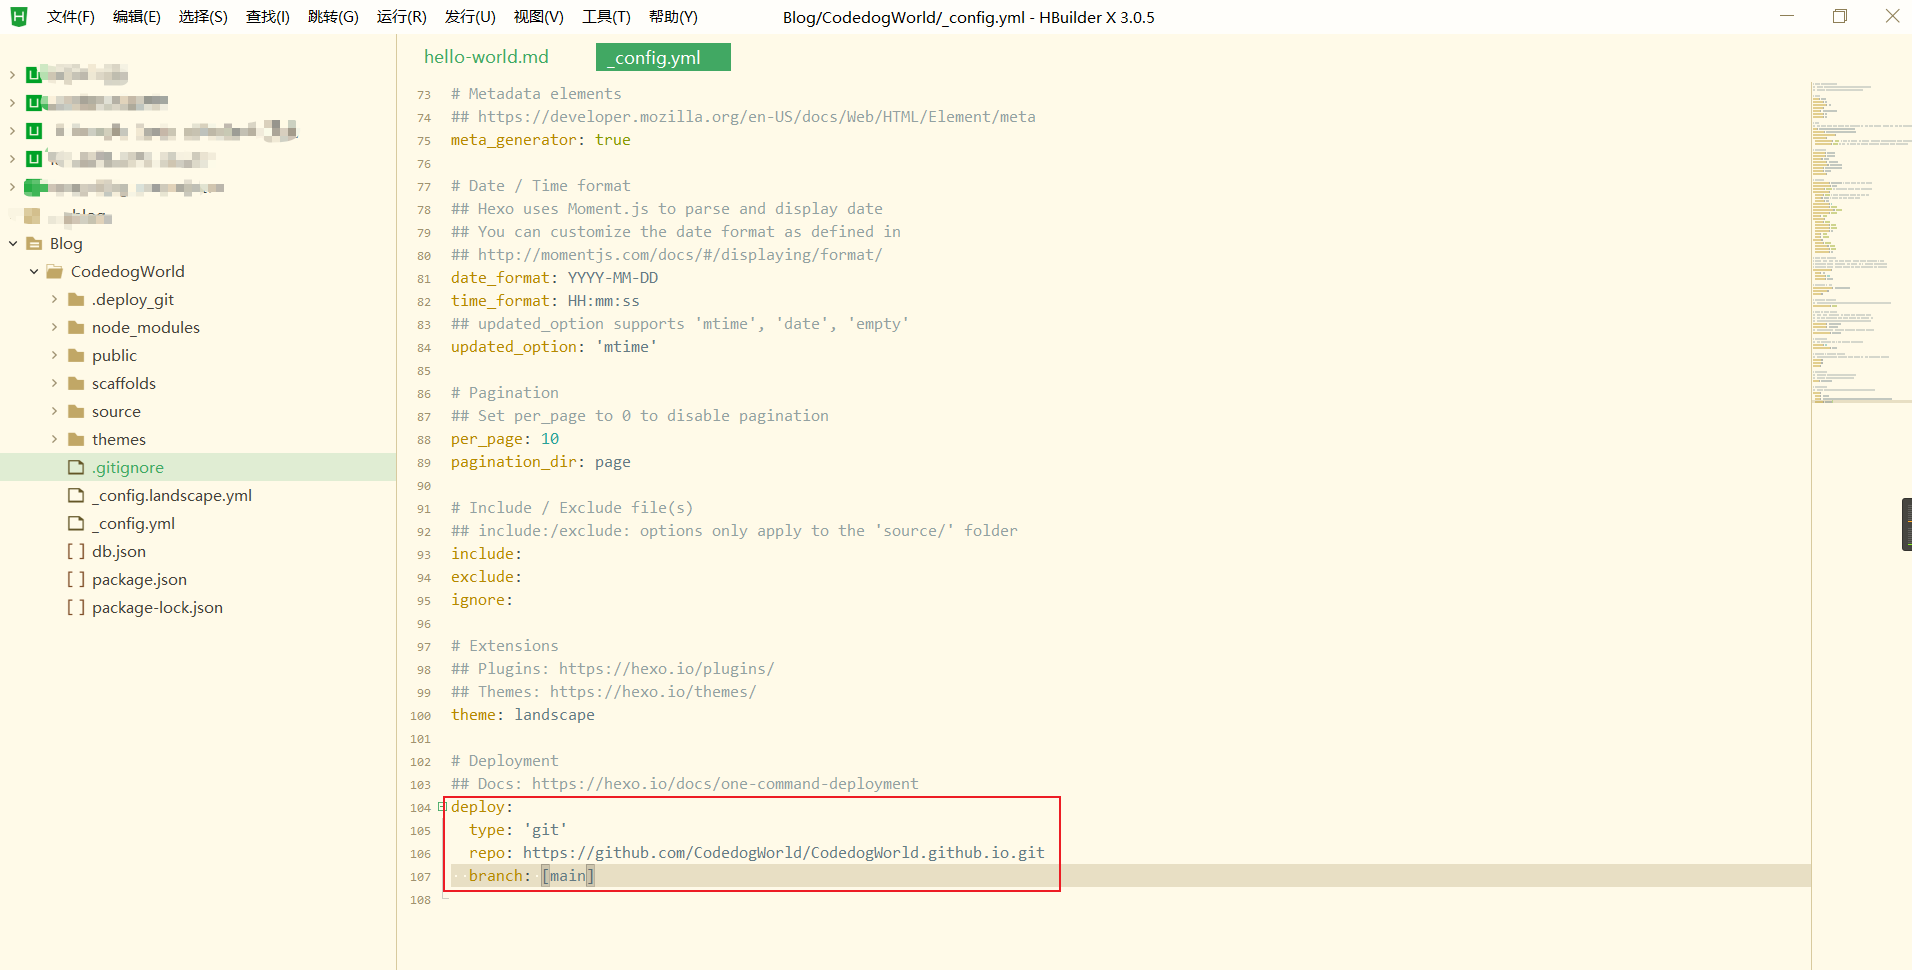 文件(F) 编辑(E) 选择(S) 查找(I) 跳转(G) 运行(R) 发行(U) 视图(V) 工具(T) 帮助(Y) Blog/CodedogWorld/_config.yml - HBuilder X 3.0.5
hello-world.md _config.yml
Blog
CodedogWorld
.deploy_git
node_modules
public
scaffolds
source
themes
.gitignore
_config.landscape.yml
_config.yml
[ ] db.json
[ ] package.json
[ ] package-lock.json
73 # Metadata elements
74 ## https://developer.mozilla.org/en-US/docs/Web/HTML/Element/meta
75 meta_generator: true
76
77 # Date / Time format
78 ## Hexo uses Moment.js to parse and display date
79 ## You can customize the date format as defined in
80 ## http://momentjs.com/docs/#/displaying/format/
81 date_format: YYYY-MM-DD
82 time_format: HH:mm:ss
83 ## updated_option supports 'mtime', 'date', 'empty'
84 updated_option: 'mtime'
85
86 # Pagination
87 ## Set per_page to 0 to disable pagination
88 per_page: 10
89 pagination_dir: page
90
91 # Include / Exclude file(s)
92 ## include:/exclude: options only apply to the 'source/' folder
93 include:
94 exclude:
95 ignore:
96
97 # Extensions
98 ## Plugins: https://hexo.io/plugins/
99 ## Themes: https://hexo.io/themes/
100 theme: landscape
101
102 # Deployment
103 ## Docs: https://hexo.io/docs/one-command-deployment
104 deploy:
105 type: 'git'
106 repo: https://github.com/CodedogWorld/CodedogWorld.github.io.git
107 branch: [main]
108